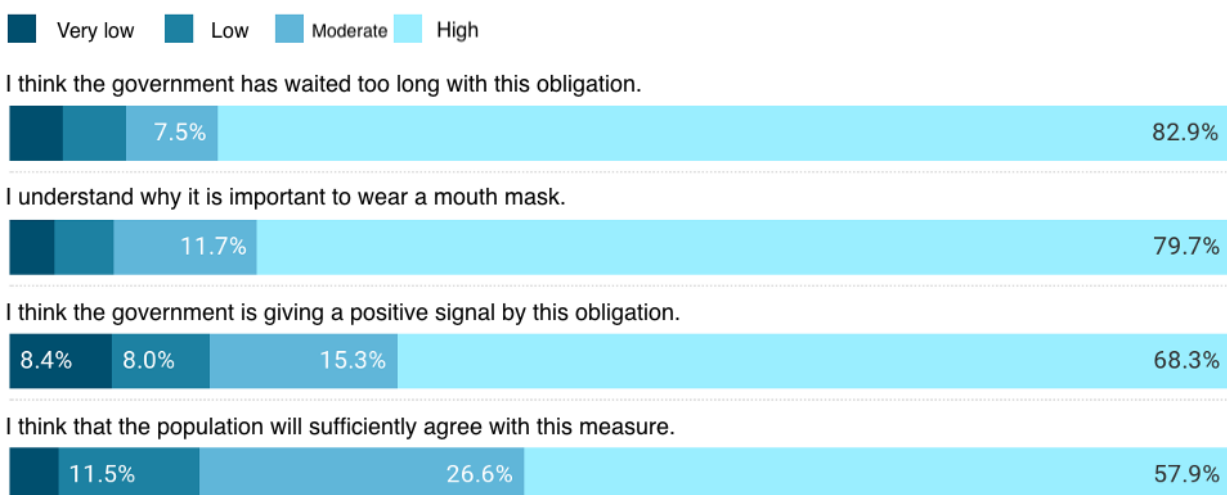 Very low Low Moderate High
I think the government has waited too long with this obligation.
7.5% 82.9%
I understand why it is important to wear a mouth mask.
11.7% 79.7%
I think the government is giving a positive signal by this obligation.
8.4% 8.0% 15.3% 68.3%
I think that the population will sufficiently agree with this measure.
11.5% 26.6% 57.9%